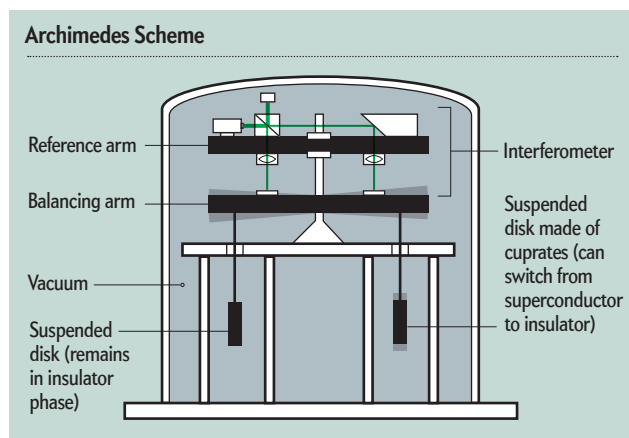 Archimedes Scheme
Reference arm
Balancing arm
Vacuum
Suspended
disk (remains
in insulator
phase)
Interferometer
Suspended
disk made of
cuprates (can
switch from
superconductor
to insulator)